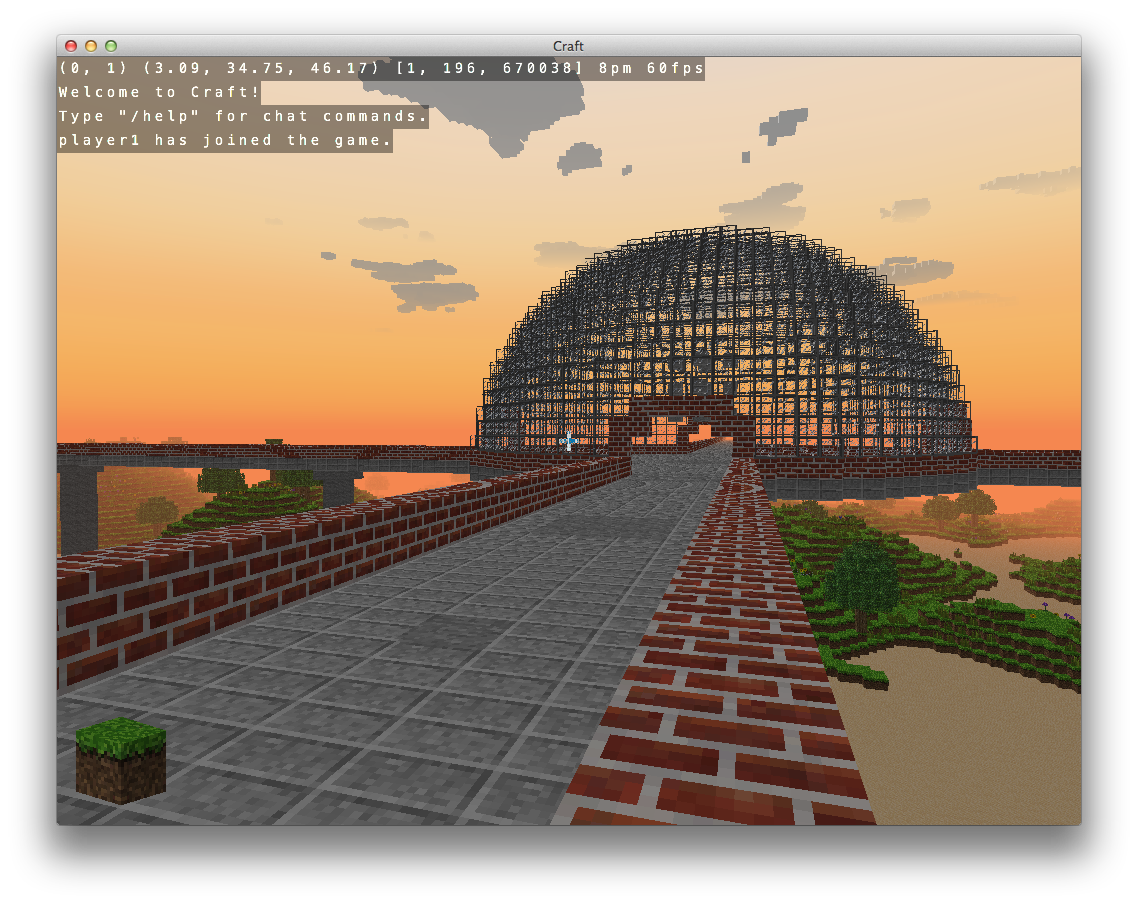 Craft
(0, 1) (3.09, 34.75, 46.17) [1, 196, 670038] 8pm 60fps
Welcome to Craft!
Type "/help" for chat commands.
player1 has joined the game.